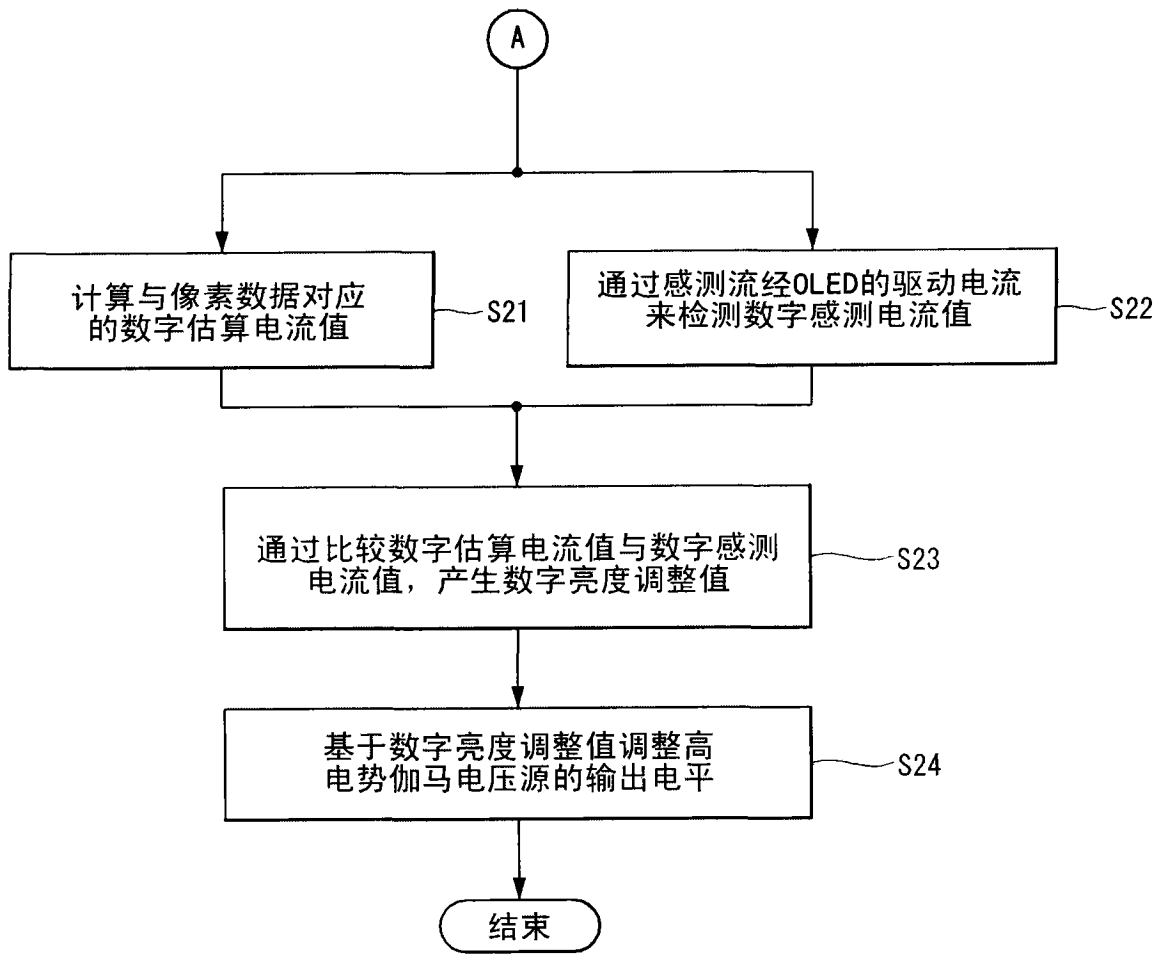 A
计算与像素数据对应
的数字估算电流值
S21
通过感测流经OLED的驱动电流
来检测数字感测电流值
S22
通过比较数字估算电流值与数字感测
电流值，产生数字亮度调整值
S23
基于数字亮度调整值调整高
电势伽马电压源的输出电平
S24
结束